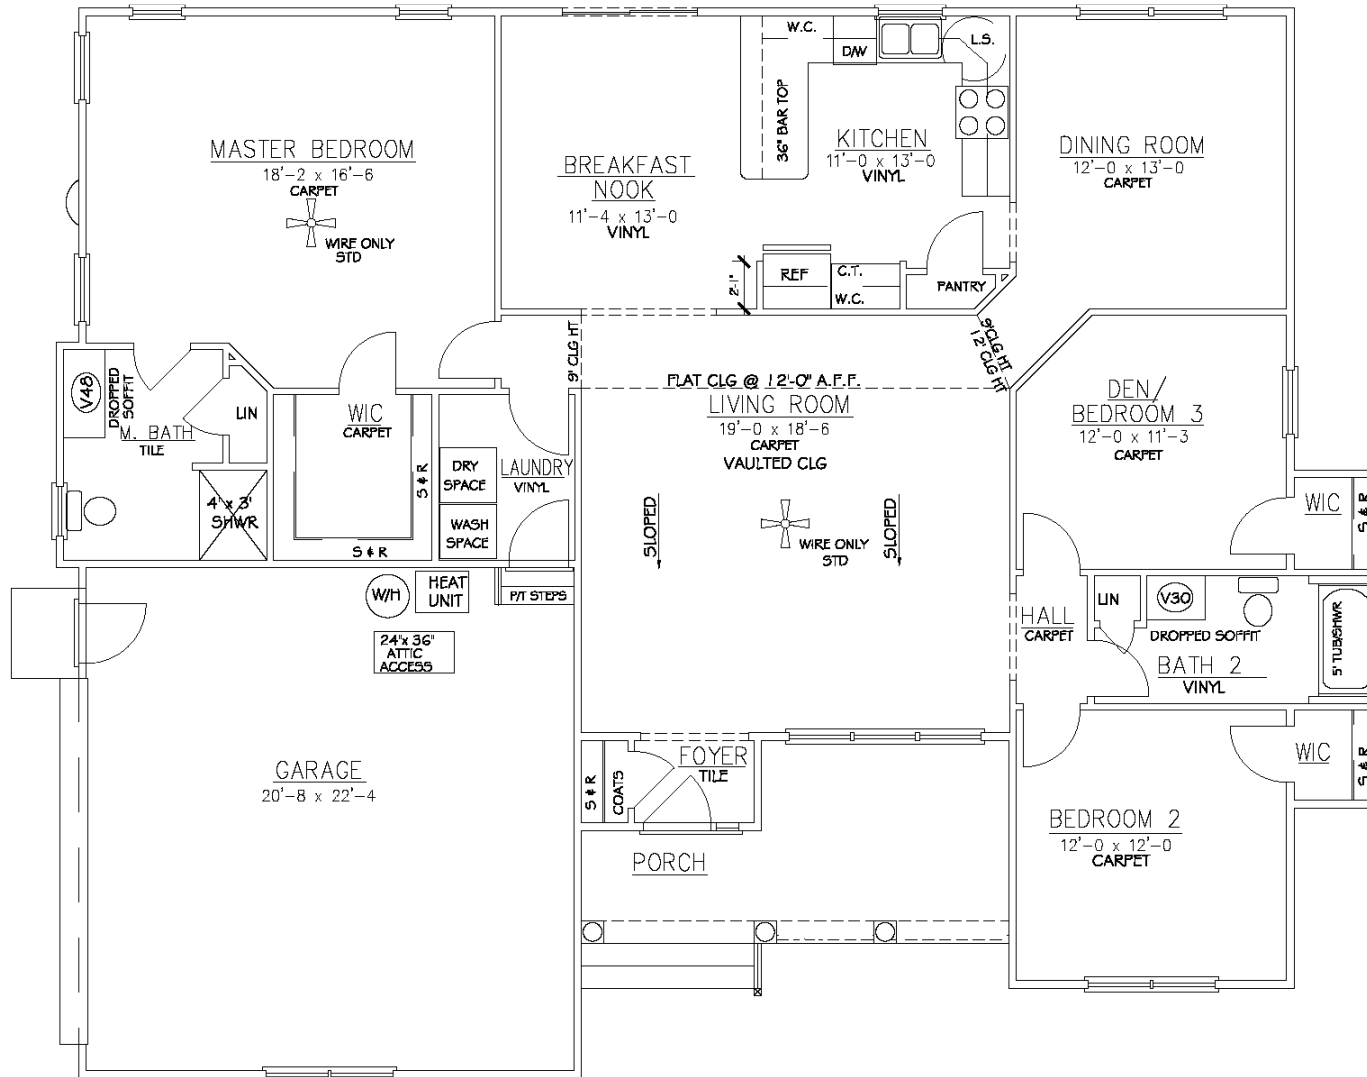 MASTER BEDROOM
18'-2 x 16'-6
CARPET
WIRE ONLY
STD
BREAKFAST
NOOK
11'-4 x 13'-0
VINYL
W.C.
D/W
L.S.
36" BAR TOP
KITCHEN
11'-0 x 13'-0
VINYL
DINING ROOM
12'-0 x 13'-0
CARPET
2'-1"
REF
C.T.
W.C.
PANTRY
9' CLG HT
9' CLG HT
12' CLG HT
FLAT CLG @ 12'-0" A.F.F.
LIVING ROOM
19'-0 x 18'-6
CARPET
VAULTED CLG
SLOPED
SLOPED
WIRE ONLY
STD
DEN/
BEDROOM 3
12'-0 x 11'-3
CARPET
WIC
S & R
V48
DROPPED
SOFFIT
M. BATH
TILE
LIN
4' x 3'
SHWR
WIC
CARPET
S & R
S & R
LAUNDRY
VINYL
DRY
SPACE
WASH
SPACE
W/H
HEAT
UNIT
P/T STEPS
24"x 36"
ATTIC
ACCESS
HALL
CARPET
LIN
V30
DROPPED SOFFIT
BATH 2
VINYL
5' TUB/SHWR
GARAGE
20'-8 x 22'-4
S & R
COATS
FOYER
TILE
PORCH
WIC
S & R
BEDROOM 2
12'-0 x 12'-0
CARPET